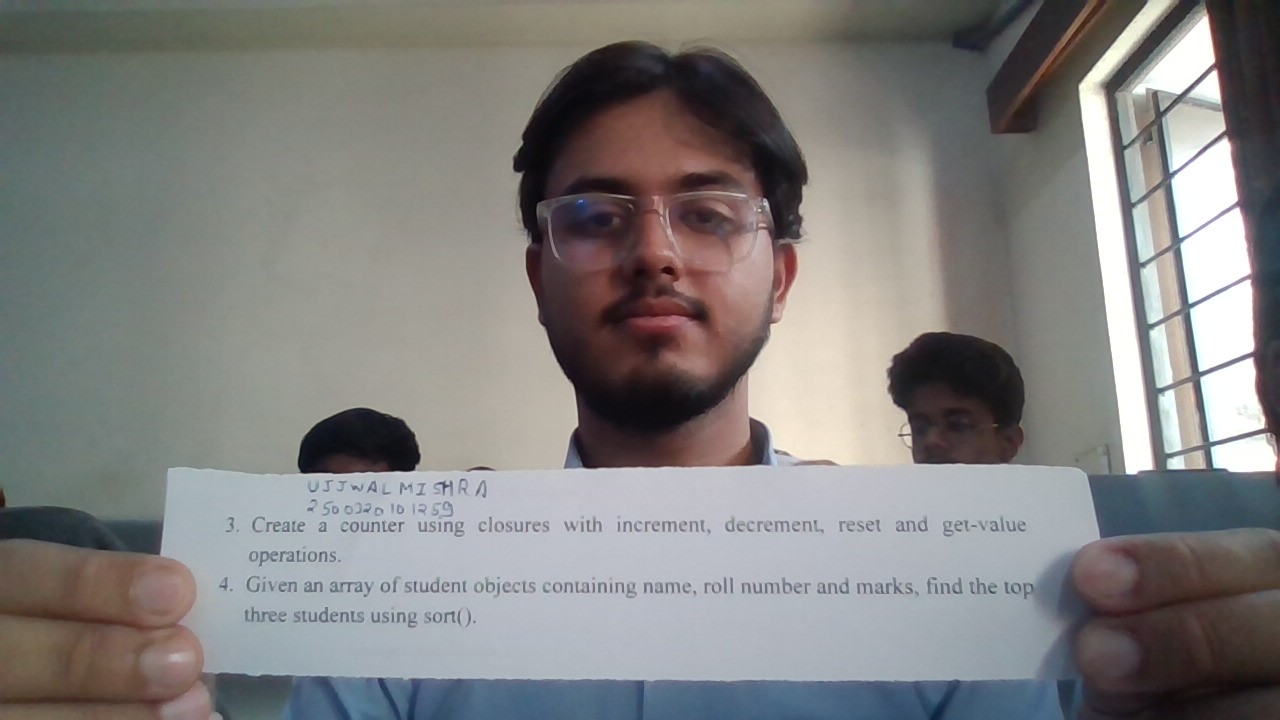 UJJWAL MISHRA
2500320101259
3. Create a counter using closures with increment, decrement, reset and get-value
operations.
4. Given an array of student objects containing name, roll number and marks, find the top
three students using sort().